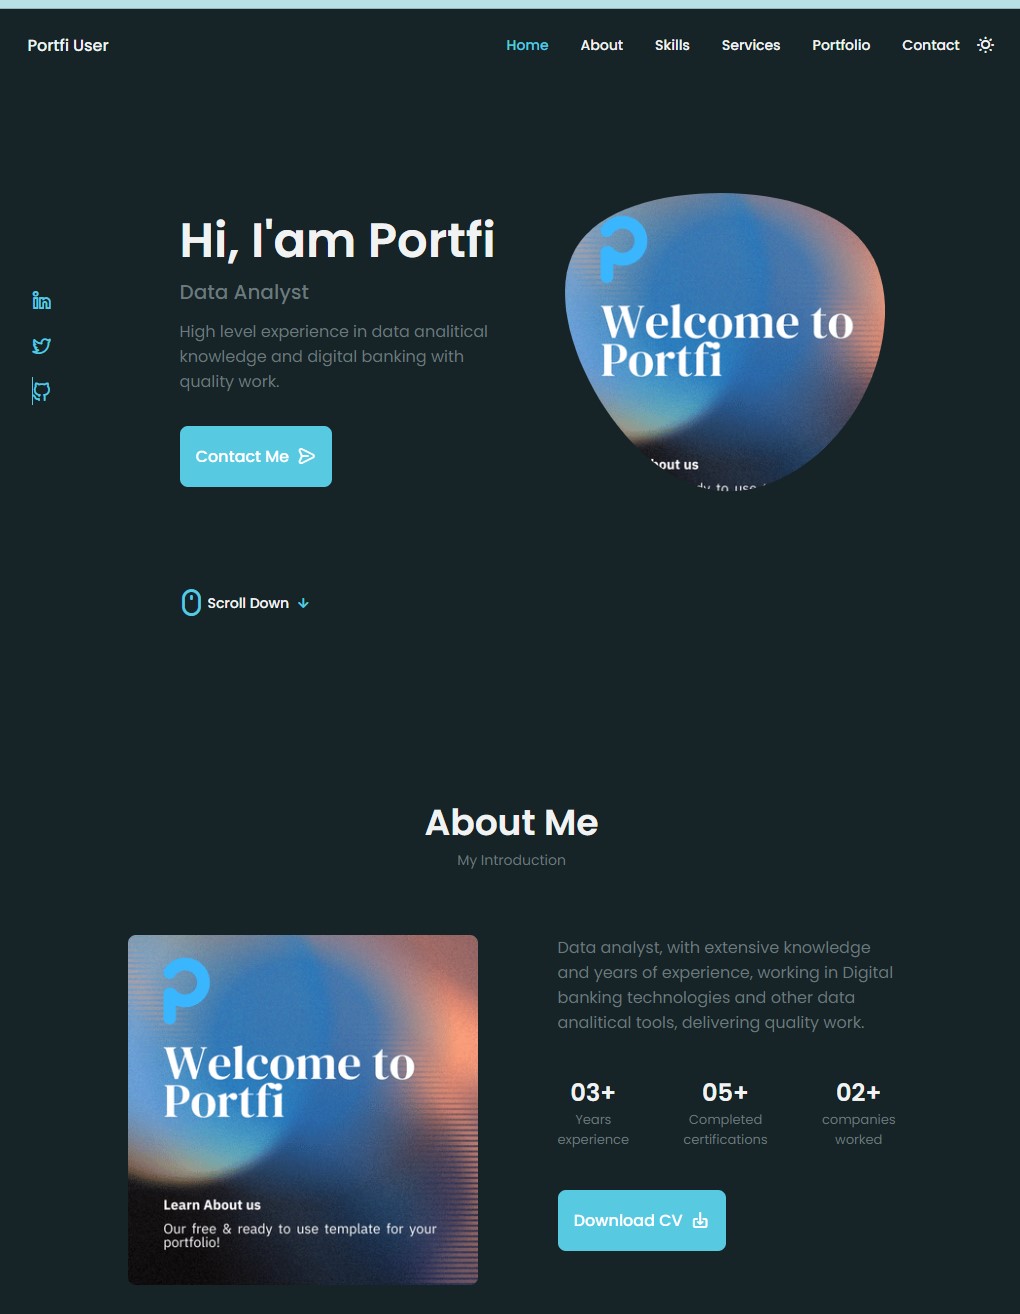 Portfi User
Home About Skills Services Portfolio Contact
Hi, I'am Portfi
Data Analyst
High level experience in data analitical
knowledge and digital banking with
quality work.
Contact Me
Welcome to
Portfi
out us
to use
Scroll Down
About Me
My Introduction
Welcome to
Portfi
Learn About us
Our free & ready to use template for your
portfolio!
Data analyst, with extensive knowledge
and years of experience, working in Digital
banking technologies and other data
analitical tools, delivering quality work.
03+ 05+ 02+
Years Completed companies
experience certifications worked
Download CV